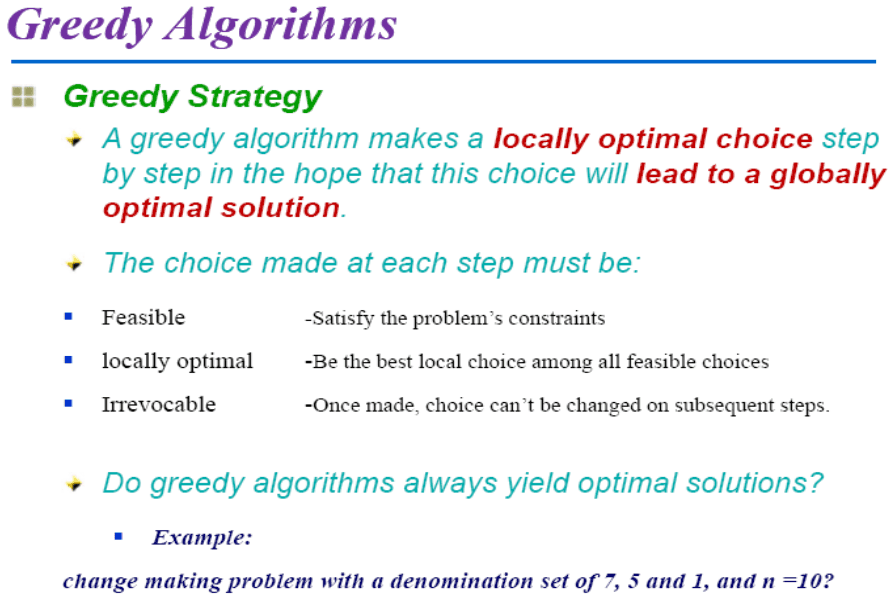 Greedy Algorithms
Greedy Strategy
A greedy algorithm makes a locally optimal choice step
by step in the hope that this choice will lead to a globally
optimal solution.
The choice made at each step must be:
Feasible -Satisfy the problem’s constraints
locally optimal -Be the best local choice among all feasible choices
Irrevocable -Once made, choice can’t be changed on subsequent steps.
Do greedy algorithms always yield optimal solutions?
Example:
change making problem with a denomination set of 7, 5 and 1, and n =10?